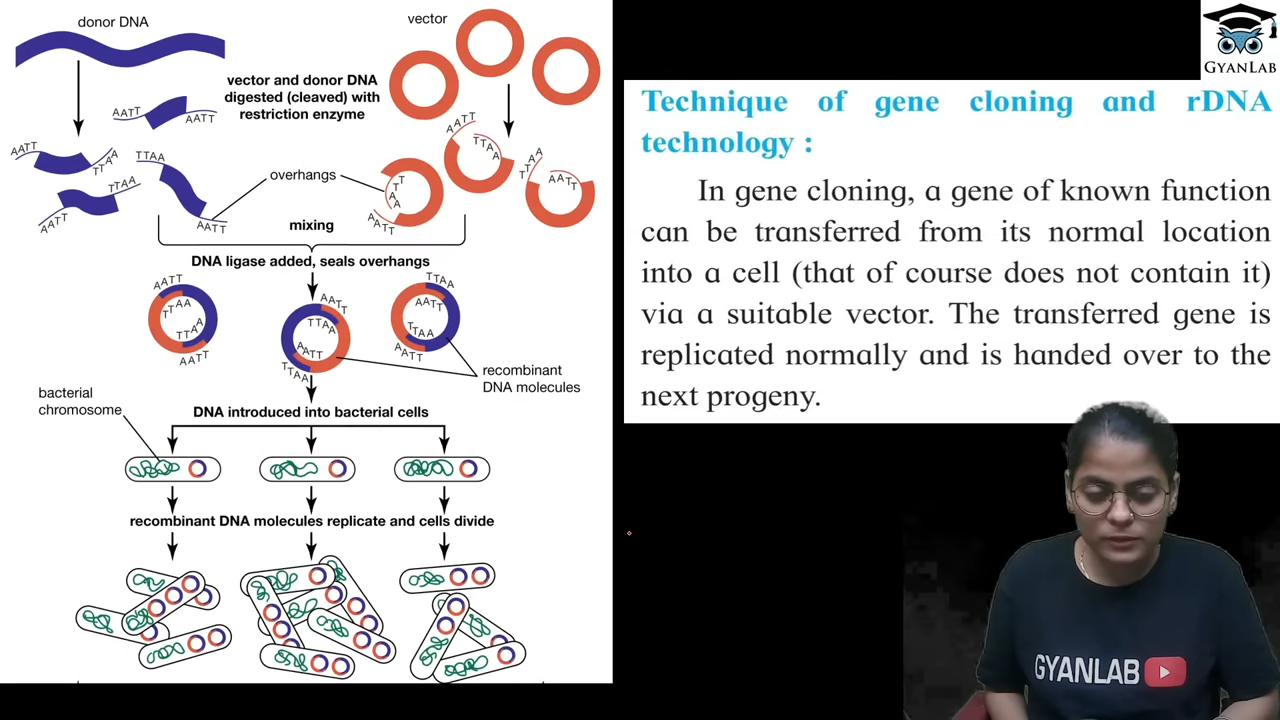 donor DNA
vector
vector and donor DNA
digested (cleaved) with
restriction enzyme
AATT
AATT
AATT
TTAA
TTAA
TTAA
AATT
AATT
overhangs
AATT
TTAA
TTAA
AATT
TTAA
AATT
mixing
DNA ligase added, seals overhangs
AATT
TTAA
TTAA
AATT
AATT
TTAA
AATT
TTAA
TTAA
AATT
TTAA
AATT
recombinant
DNA molecules
bacterial
chromosome
DNA introduced into bacterial cells
recombinant DNA molecules replicate and cells divide
GYANLAB
Technique of gene cloning and rDNA
technology :
In gene cloning, a gene of known function
can be transferred from its normal location
into a cell (that of course does not contain it)
via a suitable vector. The transferred gene is
replicated normally and is handed over to the
next progeny.
GYANLAB